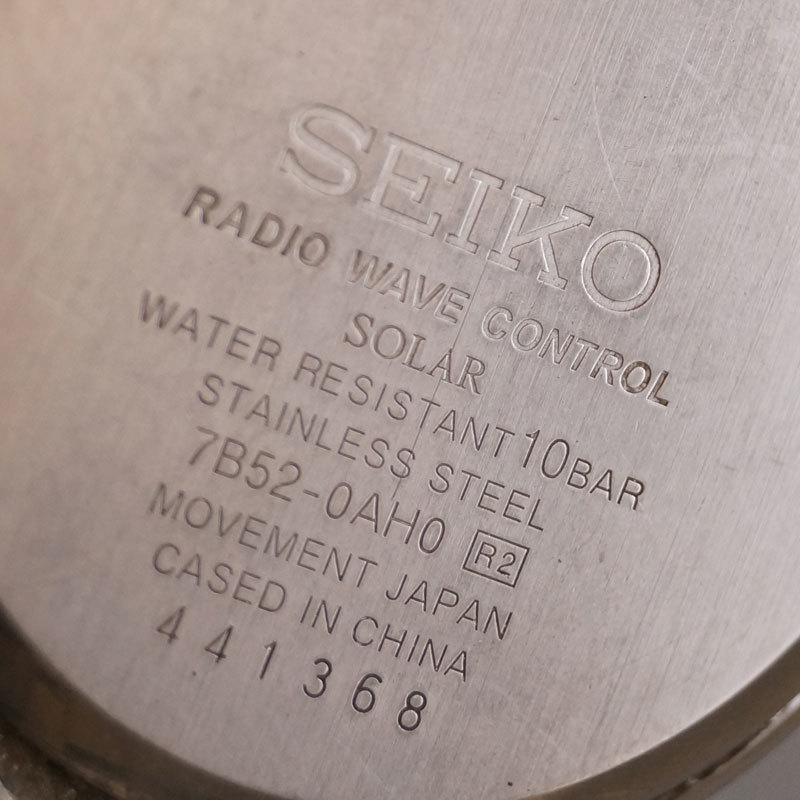 SEIKO
RADIO WAVE CONTROL
SOLAR
WATER RESISTANT 10BAR
STAINLESS STEEL
7B52-0AH0 R2
MOVEMENT JAPAN
CASED IN CHINA
441368